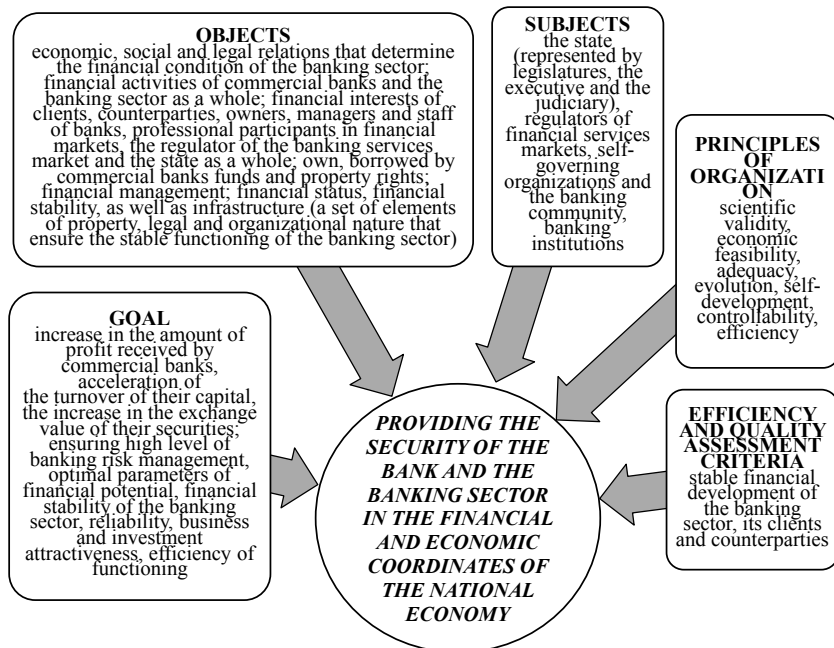 OBJECTS
economic, social and legal relations that determine
the financial condition of the banking sector;
financial activities of commercial banks and the
banking sector as a whole; financial interests of
clients, counterparties, owners, managers and staff
of banks, professional participants in financial
markets, the regulator of the banking services
market and the state as a whole; own, borrowed by
commercial banks funds and property rights;
financial management; financial status, financial
stability, as well as infrastructure (a set of elements
of property, legal and organizational nature that
ensure the stable functioning of the banking sector)
SUBJECTS
the state
(represented by
legislatures, the
executive and the
judiciary),
regulators of
financial services
markets, self-
governing
organizations and
the banking
community,
banking
institutions
PRINCIPLES
OF
ORGANIZATI
ON
scientific
validity,
economic
feasibility,
adequacy,
evolution, self-
development,
controllability,
efficiency
GOAL
increase in the amount of
profit received by
commercial banks,
acceleration of
the turnover of their capital,
the increase in the exchange
value of their securities;
ensuring high level of
banking risk management,
optimal parameters of
financial potential, financial
stability of the banking
sector, reliability, business
and investment
attractiveness, efficiency of
functioning
EFFICIENCY
AND QUALITY
ASSESSMENT
CRITERIA
stable financial
development of
the banking
sector, its clients
and counterparties
PROVIDING THE
SECURITY OF THE
BANK AND THE
BANKING SECTOR
IN THE FINANCIAL
AND ECONOMIC
COORDINATES OF
THE NATIONAL
ECONOMY